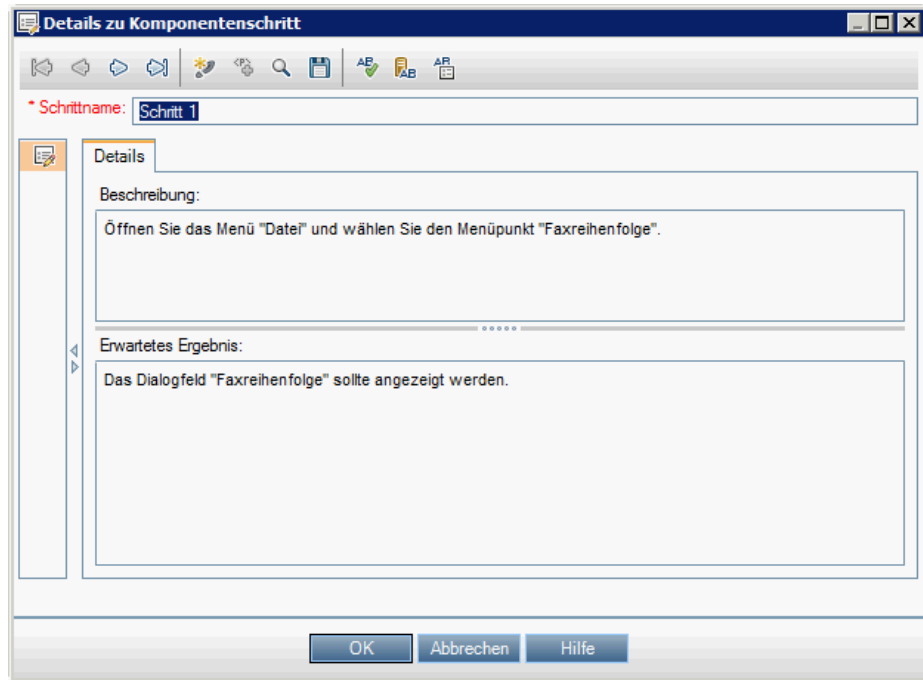 Details zu Komponentenschritt
* Schrittname: Schritt 1
Details
Beschreibung:
Öffnen Sie das Menü "Datei" und wählen Sie den Menüpunkt "Faxreihenfolge".
Erwartetes Ergebnis:
Das Dialogfeld "Faxreihenfolge" sollte angezeigt werden.
OK Abbrechen Hilfe